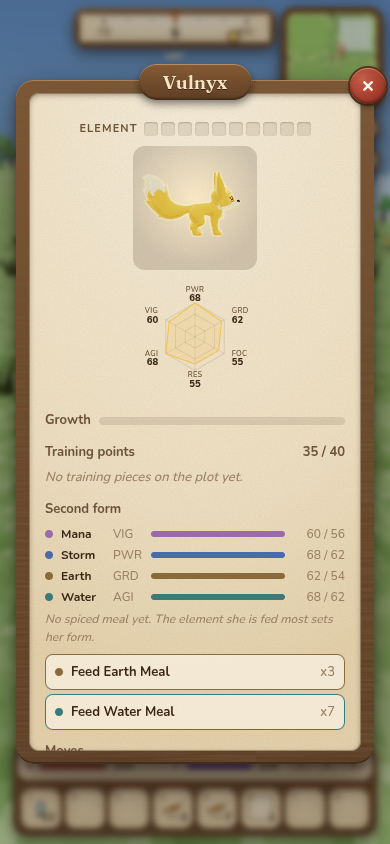 Vulnyx
ELEMENT
PWR
68
VIG
60
GRD
62
AGI
68
FOC
55
RES
55
Growth
Training points 35 / 40
No training pieces on the plot yet.
Second form
Mana VIG 60 / 56
Storm PWR 68 / 62
Earth GRD 62 / 54
Water AGI 68 / 62
No spiced meal yet. The element she is fed most sets
her form.
Feed Earth Meal x3
Feed Water Meal x7
Moves